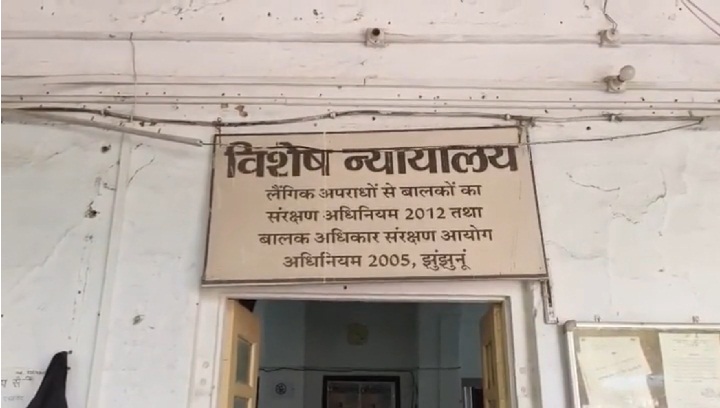 विशेष न्यायालय
लैंगिक अपराधों से बालकों का
संरक्षण अधिनियम 2012 तथा
बालक अधिकार संरक्षण आयोग
अधिनियम 2005, झुंझुनूं